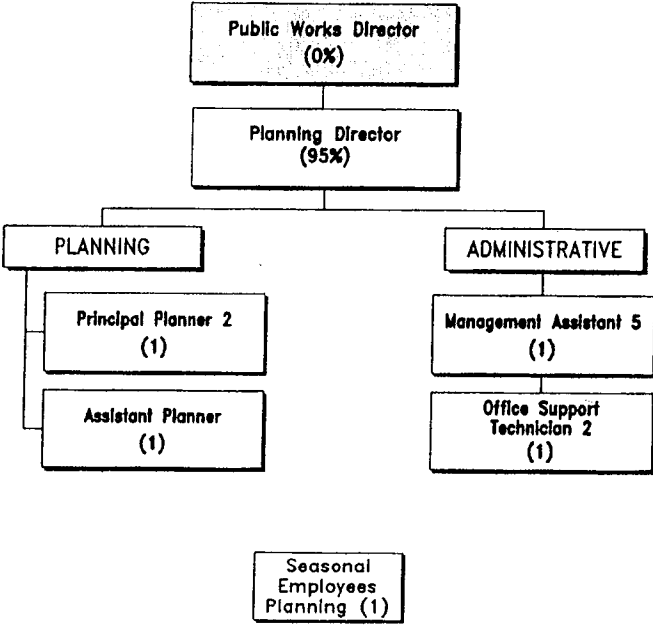 Public Works Director
(0%)
Planning Director
(95%)
PLANNING
ADMINISTRATIVE
Principal Planner 2
(1)
Assistant Planner
(1)
Management Assistant 5
(1)
Office Support
Technician 2
(1)
Seasonal
Employees
Planning (1)